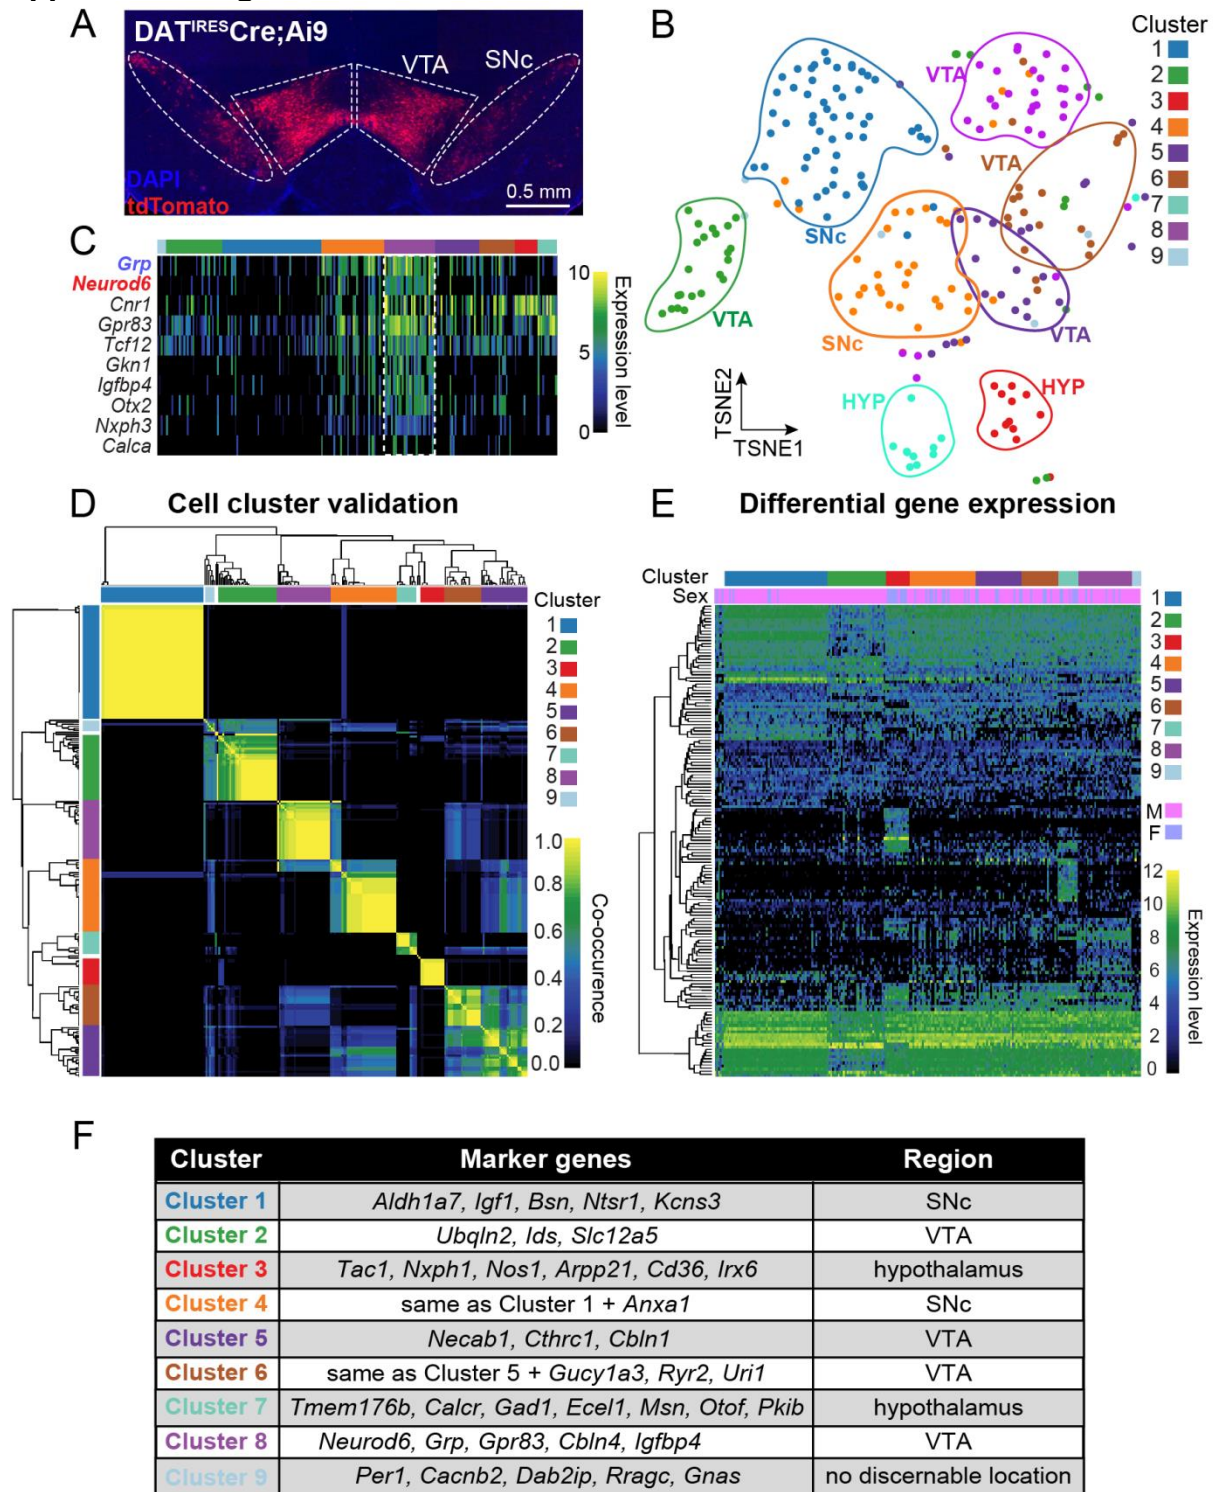 A
DAT^IRES Cre;Ai9
VTA
SNc
DAPI
tdTomato
0.5 mm
B
Cluster
1
2
3
4
5
6
7
8
9
VTA
VTA
SNc
VTA
SNc
VTA
HYP
HYP
TSNE2
TSNE1
C
Grp
Neurod6
Cnr1
Gpr83
Tcf12
Gkn1
Igfbp4
Otx2
Nxph3
Calca
10
5
0
Expression level
D
Cell cluster validation
Cluster
1
2
3
4
5
6
7
8
9
1.0
0.8
0.6
0.4
0.2
0.0
Co-occurence
E
Differential gene expression
Cluster
Sex
1
2
3
4
5
6
7
8
9
M
F
12
10
8
6
4
2
0
Expression level
F
Cluster Marker genes Region
Cluster 1 Aldh1a7, Igf1, Bsn, Ntsr1, Kcns3 SNc
Cluster 2 Ubqln2, Ids, Slc12a5 VTA
Cluster 3 Tac1, Nxph1, Nos1, Arpp21, Cd36, Irx6 hypothalamus
Cluster 4 same as Cluster 1 + Anxa1 SNc
Cluster 5 Necab1, Cthrc1, Cbln1 VTA
Cluster 6 same as Cluster 5 + Gucy1a3, Ryr2, Uri1 VTA
Cluster 7 Tmem176b, Calcr, Gad1, Ecel1, Msn, Otof, Pkib hypothalamus
Cluster 8 Neurod6, Grp, Gpr83, Cbln4, Igfbp4 VTA
Cluster 9 Per1, Cacnb2, Dab2ip, Rragc, Gnas no discernable location